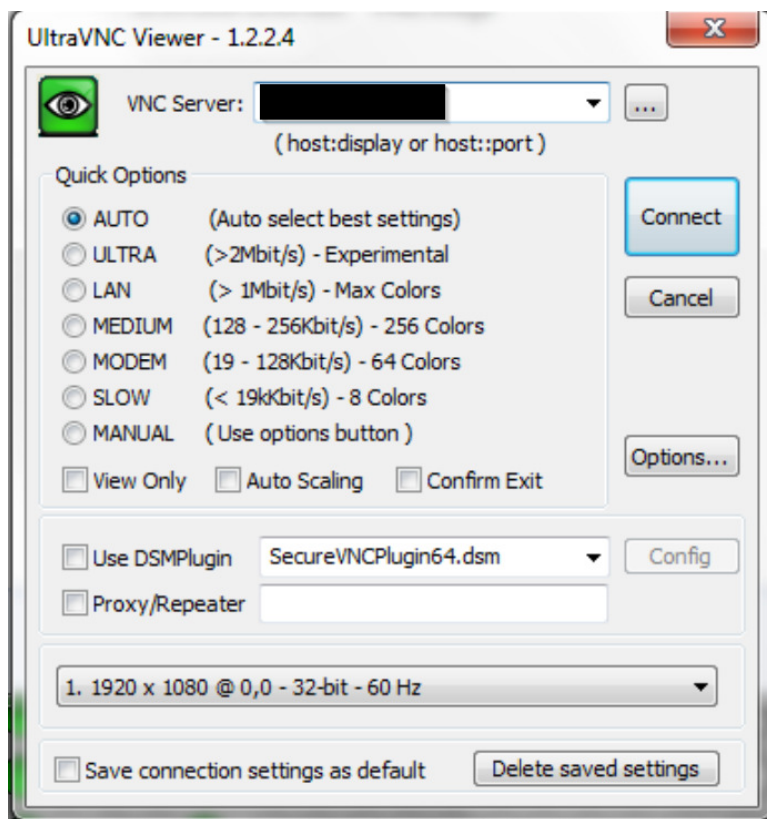 UltraVNC Viewer - 1.2.2.4
VNC Server:
...
( host:display or host::port )
Quick Options
AUTO (Auto select best settings)
ULTRA (>2Mbit/s) - Experimental
LAN (> 1Mbit/s) - Max Colors
MEDIUM (128 - 256Kbit/s) - 256 Colors
MODEM (19 - 128Kbit/s) - 64 Colors
SLOW (< 19kKbit/s) - 8 Colors
MANUAL ( Use options button )
View Only Auto Scaling Confirm Exit
Connect
Cancel
Options...
Use DSMPlugin SecureVNCPlugin64.dsm Config
Proxy/Repeater
1. 1920 x 1080 @ 0,0 - 32-bit - 60 Hz
Save connection settings as default Delete saved settings